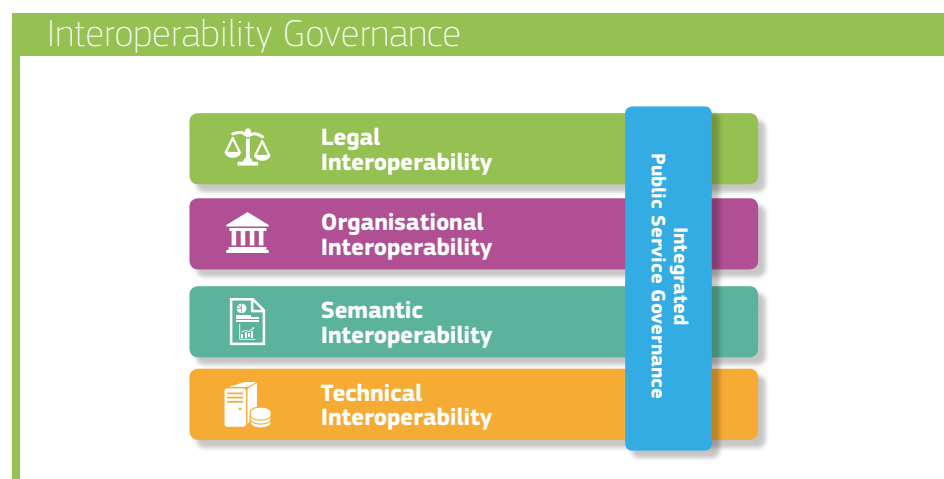 Interoperability Governance
Legal
Interoperability
Organisational
Interoperability
Semantic
Interoperability
Technical
Interoperability
Integrated
Public Service Governance